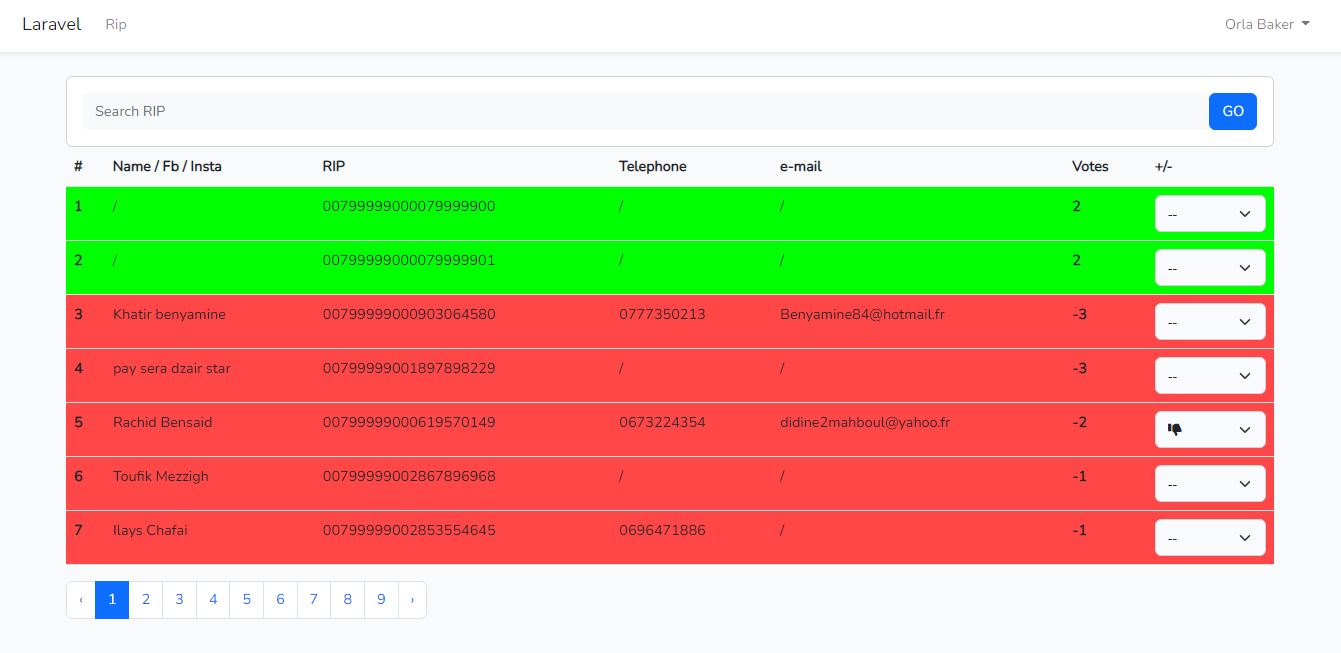 Laravel Rip Orla Baker
Search RIP GO
# Name / Fb / Insta RIP Telephone e-mail Votes +/-
1 / 00799999000079999900 / / 2 --
2 / 00799999000079999901 / / 2 --
3 Khatir benyamine 00799999000903064580 0777350213 Benyamine84@hotmail.fr -3 --
4 pay sera dzair star 00799999001897898229 / / -3 --
5 Rachid Bensaid 00799999000619570149 0673224354 didine2mahboul@yahoo.fr -2
6 Toufik Mezzigh 00799999002867896968 / / -1 --
7 Ilays Chafai 00799999002853554645 0696471886 / -1 --
‹ 1 2 3 4 5 6 7 8 9 ›